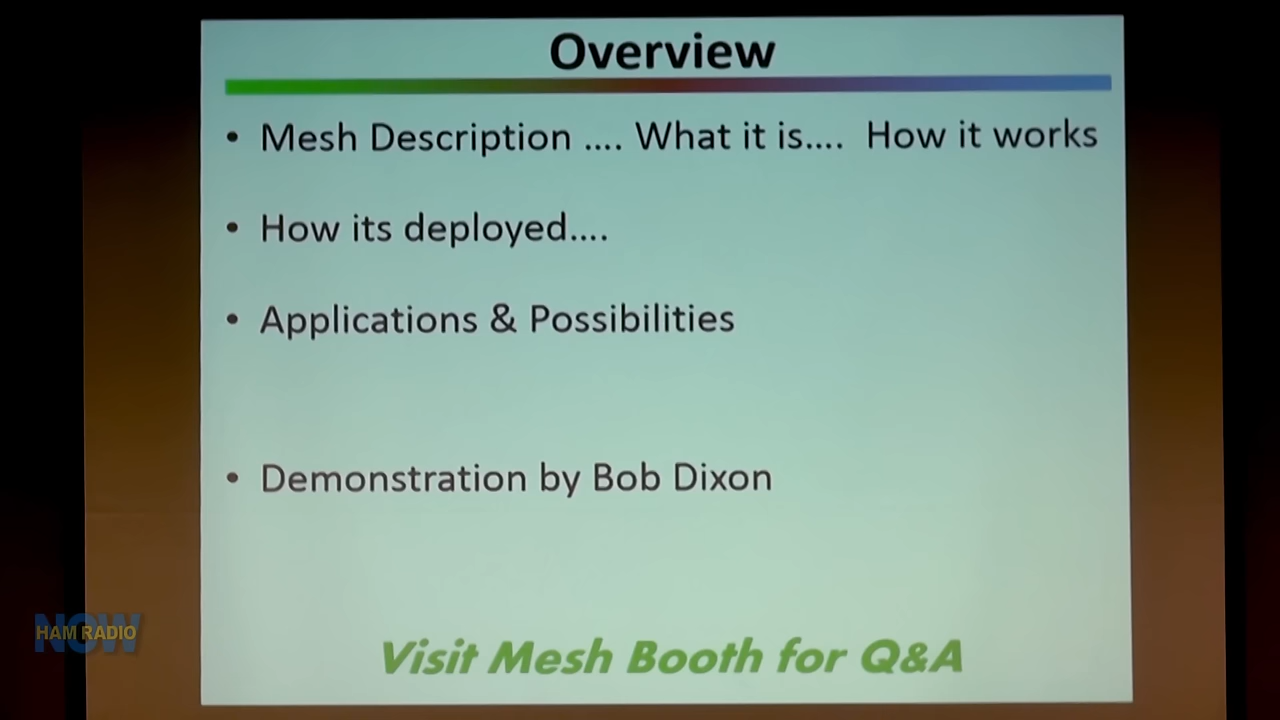 Overview
• Mesh Description .... What it is.... How it works
• How its deployed....
• Applications & Possibilities
• Demonstration by Bob Dixon
Visit Mesh Booth for Q&A
NOW
HAM RADIO